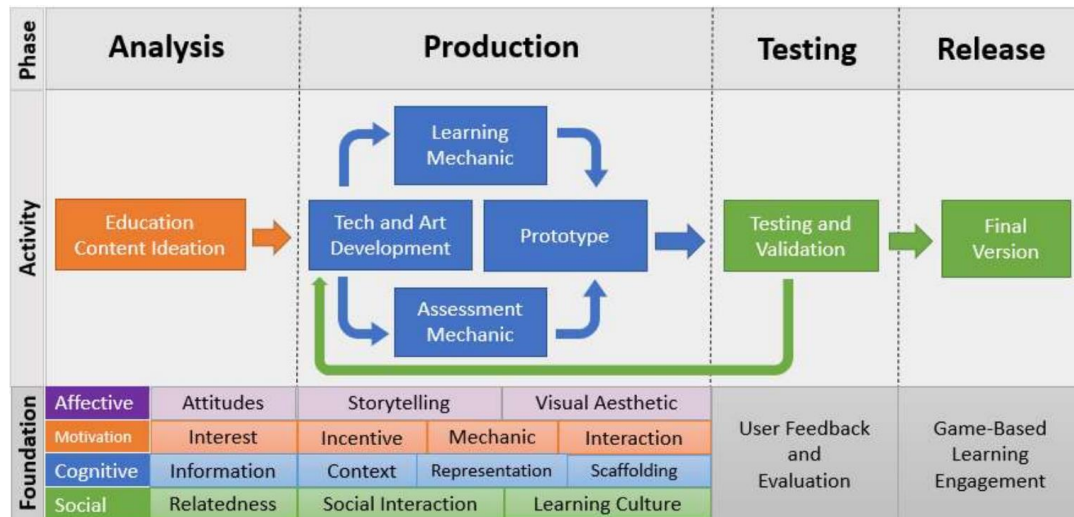 Phase
Analysis
Production
Testing
Release
Activity
Education
Content Ideation
Learning
Mechanic
Tech and Art
Development
Prototype
Assessment
Mechanic
Testing and
Validation
Final
Version
Foundation
Affective
Attitudes
Storytelling
Visual Aesthetic
Motivation
Interest
Incentive
Mechanic
Interaction
Cognitive
Information
Context
Representation
Scaffolding
Social
Relatedness
Social Interaction
Learning Culture
User Feedback
and
Evaluation
Game-Based
Learning
Engagement